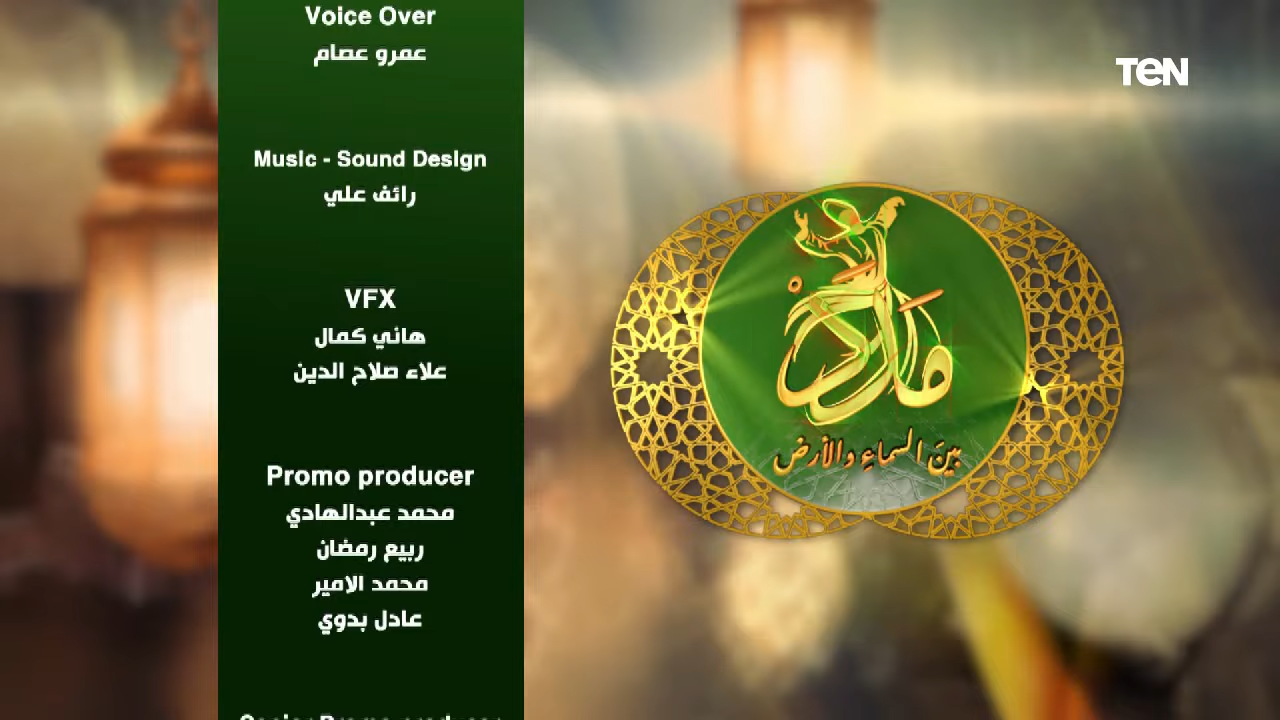 Voice Over
عمرو عصام
Music - Sound Design
رائف علي
VFX
هاني كمال
علاء صلاح الدين
Promo producer
محمد عبدالهادي
ربيع رمضان
محمد الامير
عادل بدوي
TeN
مدد
بين السماء والأرض